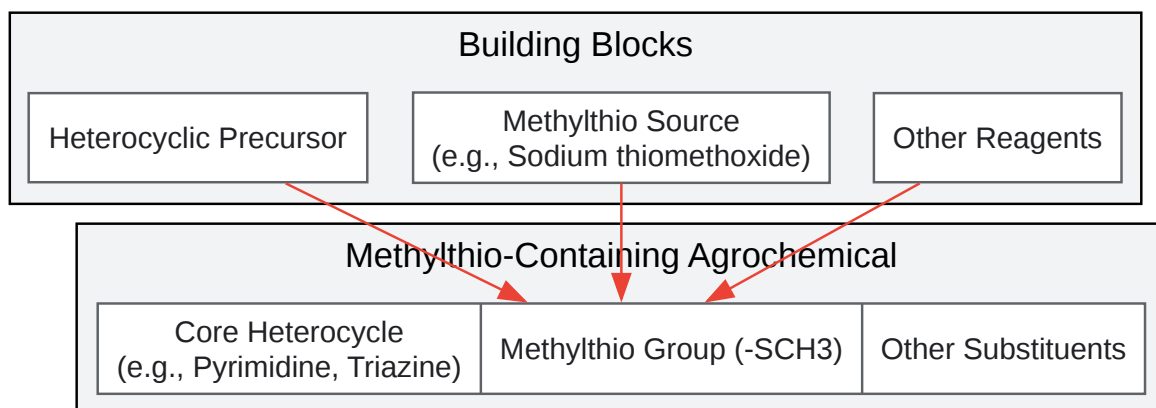 Building Blocks
Heterocyclic Precursor
Methylthio Source
(e.g., Sodium thiomethoxide)
Other Reagents
Methylthio-Containing Agrochemical
Core Heterocycle
(e.g., Pyrimidine, Triazine)
Methylthio Group (-SCH3)
Other Substituents